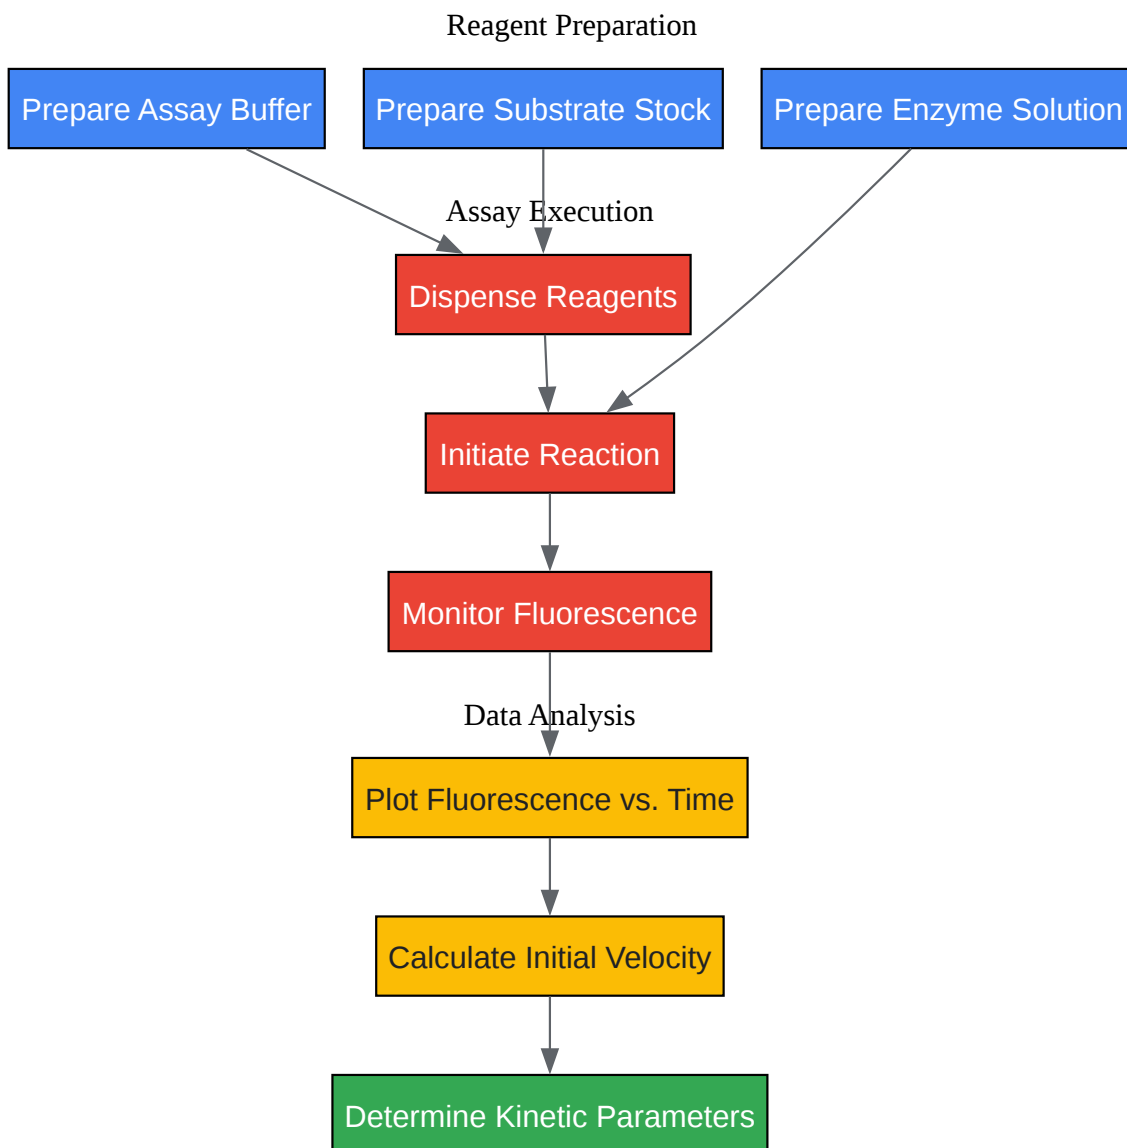 Reagent Preparation
Prepare Assay Buffer
Prepare Substrate Stock
Prepare Enzyme Solution
Assay Execution
Dispense Reagents
Initiate Reaction
Monitor Fluorescence
Data Analysis
Plot Fluorescence vs. Time
Calculate Initial Velocity
Determine Kinetic Parameters